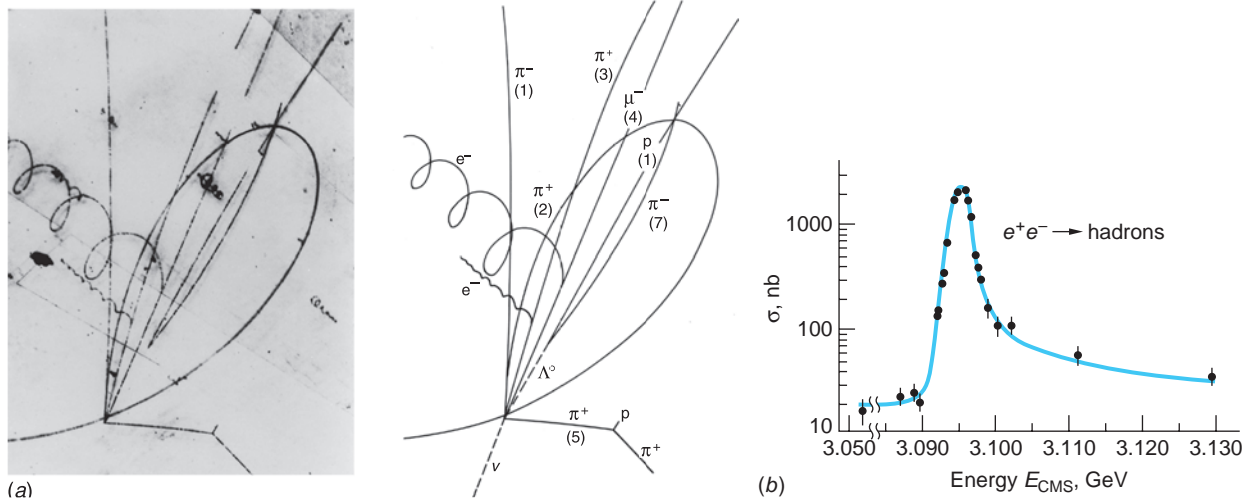 π⁻
(1)
π⁺
(3)
μ⁻
(4)
p
(1)
e⁻
π⁺
(2)
π⁻
(7)
e⁻
Λ°
π⁺
(5)
p
π⁺
ν
(a)
σ, nb
1000
100
10
e⁺e⁻ → hadrons
3.050 3.090 3.100 3.110 3.120 3.130
Energy E_CMS, GeV
(b)